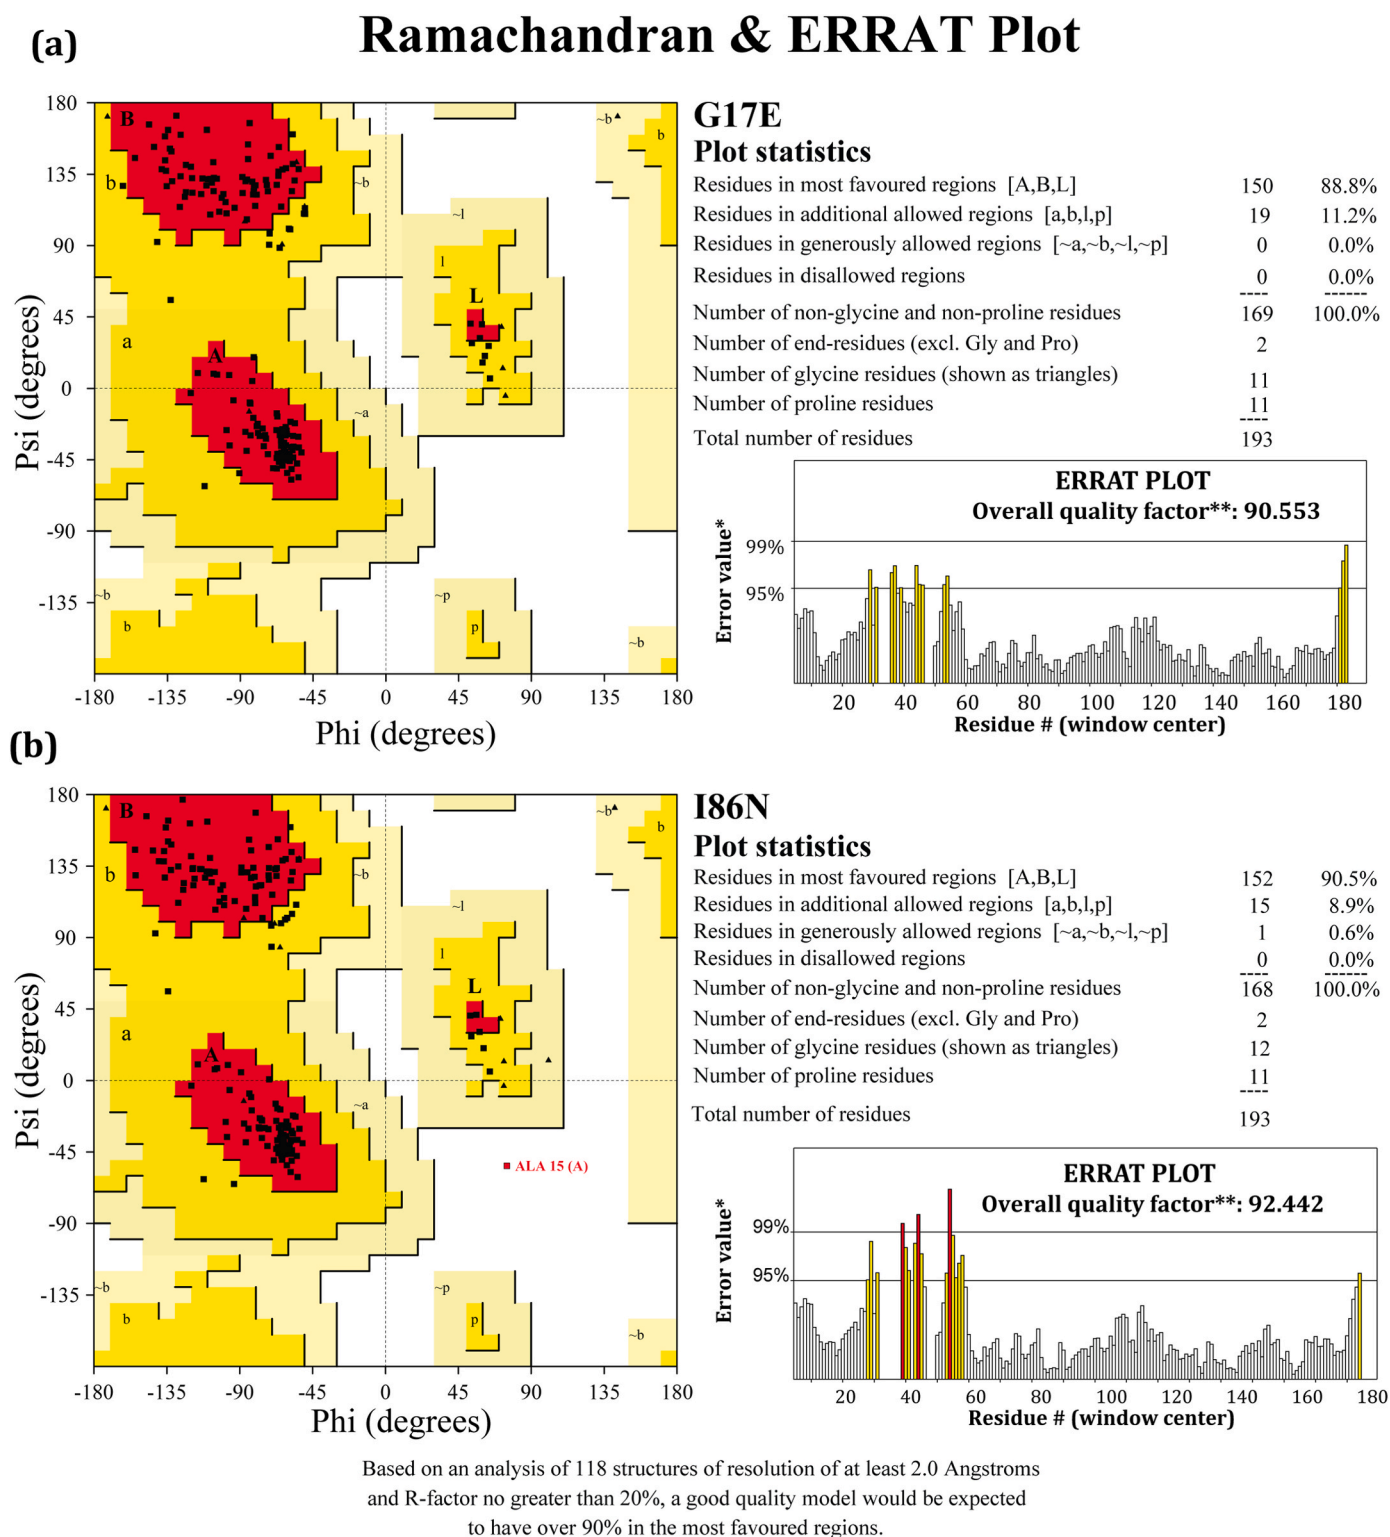 Ramachandran & ERRAT Plot
(a)
180
135
90
45
0
-45
-90
-135
-180 -135 -90 -45 0 45 90 135 180
Psi (degrees)
Phi (degrees)
B
b
~b
~l
l
L
a
A
~a
~b
b
~p
p
~b
~b
b
G17E
Plot statistics
Residues in most favoured regions [A,B,L] 150 88.8%
Residues in additional allowed regions [a,b,l,p] 19 11.2%
Residues in generously allowed regions [~a,~b,~l,~p] 0 0.0%
Residues in disallowed regions 0 0.0%
---- ------
Number of non-glycine and non-proline residues 169 100.0%
Number of end-residues (excl. Gly and Pro) 2
Number of glycine residues (shown as triangles) 11
Number of proline residues 11
----
Total number of residues 193
ERRAT PLOT
Overall quality factor**: 90.553
Error value*
99%
95%
20 40 60 80 100 120 140 160 180
Residue # (window center)
(b)
180
135
90
45
0
-45
-90
-135
-180 -135 -90 -45 0 45 90 135 180
Psi (degrees)
Phi (degrees)
B
b
~b
~l
l
L
a
A
~a
ALA 15 (A)
~b
b
~p
p
~b
~b
b
I86N
Plot statistics
Residues in most favoured regions [A,B,L] 152 90.5%
Residues in additional allowed regions [a,b,l,p] 15 8.9%
Residues in generously allowed regions [~a,~b,~l,~p] 1 0.6%
Residues in disallowed regions 0 0.0%
---- ------
Number of non-glycine and non-proline residues 168 100.0%
Number of end-residues (excl. Gly and Pro) 2
Number of glycine residues (shown as triangles) 12
Number of proline residues 11
----
Total number of residues 193
ERRAT PLOT
Overall quality factor**: 92.442
Error value*
99%
95%
20 40 60 80 100 120 140 160 180
Residue # (window center)
Based on an analysis of 118 structures of resolution of at least 2.0 Angstroms
and R-factor no greater than 20%, a good quality model would be expected
to have over 90% in the most favoured regions.